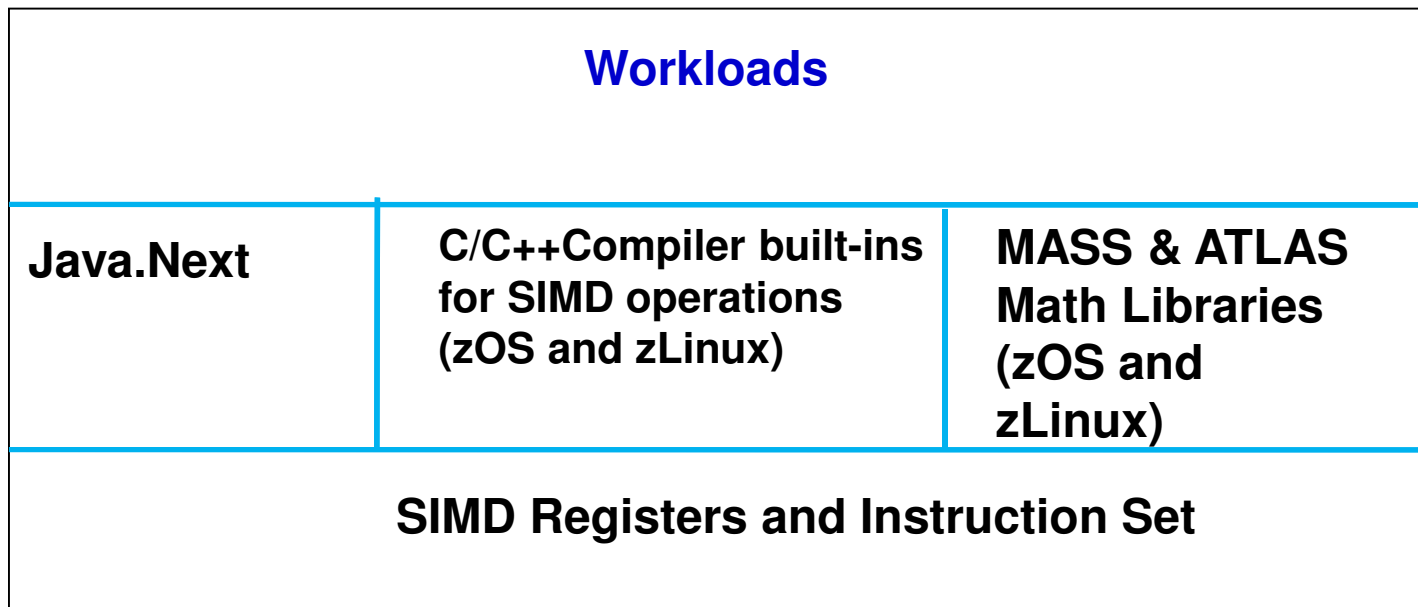 Workloads
Java.Next
C/C++Compiler built-ins
for SIMD operations
(zOS and zLinux)
MASS & ATLAS
Math Libraries
(zOS and
zLinux)
SIMD Registers and Instruction Set